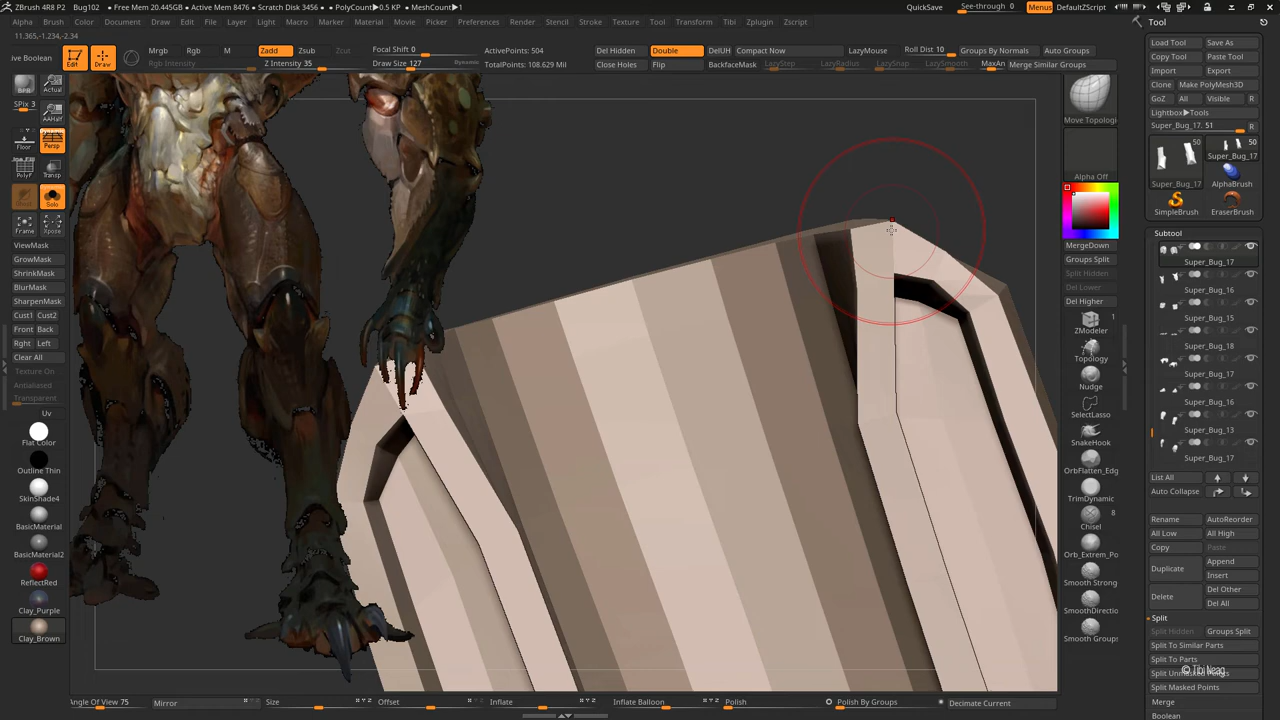 ZBrush 4R8 P2   Bug102   • Free Mem 20.445GB • Active Mem 8476 • Scratch Disk 3456 • PolyCount▶0.5 KP • MeshCount▶1
QuickSave See-through 0 Menus DefaultZScript
Alpha Brush Color Document Draw Edit File Layer Light Macro Marker Material Movie Picker Preferences Render Stencil Stroke Texture Tool Transform Tibi Zplugin Zscript
11.365,-1.234,-2.34
ive Boolean Edit Draw Mrgb Rgb M Zadd Zsub Zcut Focal Shift 0 ActivePoints: 504 Del Hidden Double DelUH Compact Now LazyMouse Roll Dist 10 Groups By Normals Auto Groups
Rgb Intensity Z Intensity 35 Draw Size 127 Dynamic TotalPoints: 108.629 Mil Close Holes Flip BackfaceMask LazyStep LazyRadius LazySnap LazySmooth MaxAn Merge Similar Groups
BPR Actual
SPix 3
AAHalf
Floor Dynamic Persp
PolyF Transp
Solo
Frame Xpose
ViewMask
GrowMask
ShrinkMask
BlurMask
SharpenMask
Cust1 Cust2
Front Back
Rght Left
Clear All
Texture On
Antialiased
Transparent
Uv
Flat Color
Outline Thin
SkinShade4
BasicMaterial
BasicMaterial2
ReflectRed
Clay_Purple
Clay_Brown
Angle Of View 75 Mirror Size Offset Inflate Inflate Balloon Polish Polish By Groups Decimate Current
Move Topologi
Alpha Off
MergeDown
Groups Split
Split Hidden
Del Lower
Del Higher
ZModeler 1
Topology
Nudge
SelectLasso
SnakeHook
OrbFlatten_Edg
TrimDynamic
Chisel 8
Orb_Extrem_Po
Smooth Strong
SmoothDirectio
Smooth Groups
Tool
Load Tool Save As
Copy Tool Paste Tool
Import Export
Clone Make PolyMesh3D
GoZ All Visible R
Lightbox▶Tools
Super_Bug_17. 51 R
50 50
Super_Bug_17
Super_Bug_17 AlphaBrush
SimpleBrush EraserBrush
Subtool
Super_Bug_17
Super_Bug_16
Super_Bug_15
Super_Bug_18
Super_Bug_17
Super_Bug_16
Super_Bug_13
Super_Bug_17
List All
Auto Collapse
Rename AutoReorder
All Low All High
Copy Paste
Duplicate Append
Insert
Delete Del Other
Del All
Split
Split Hidden Groups Split
Split To Similar Parts
Split To Parts
Split Unmasked Points
© Tibi Neag
Split Masked Points
Merge
Boolean